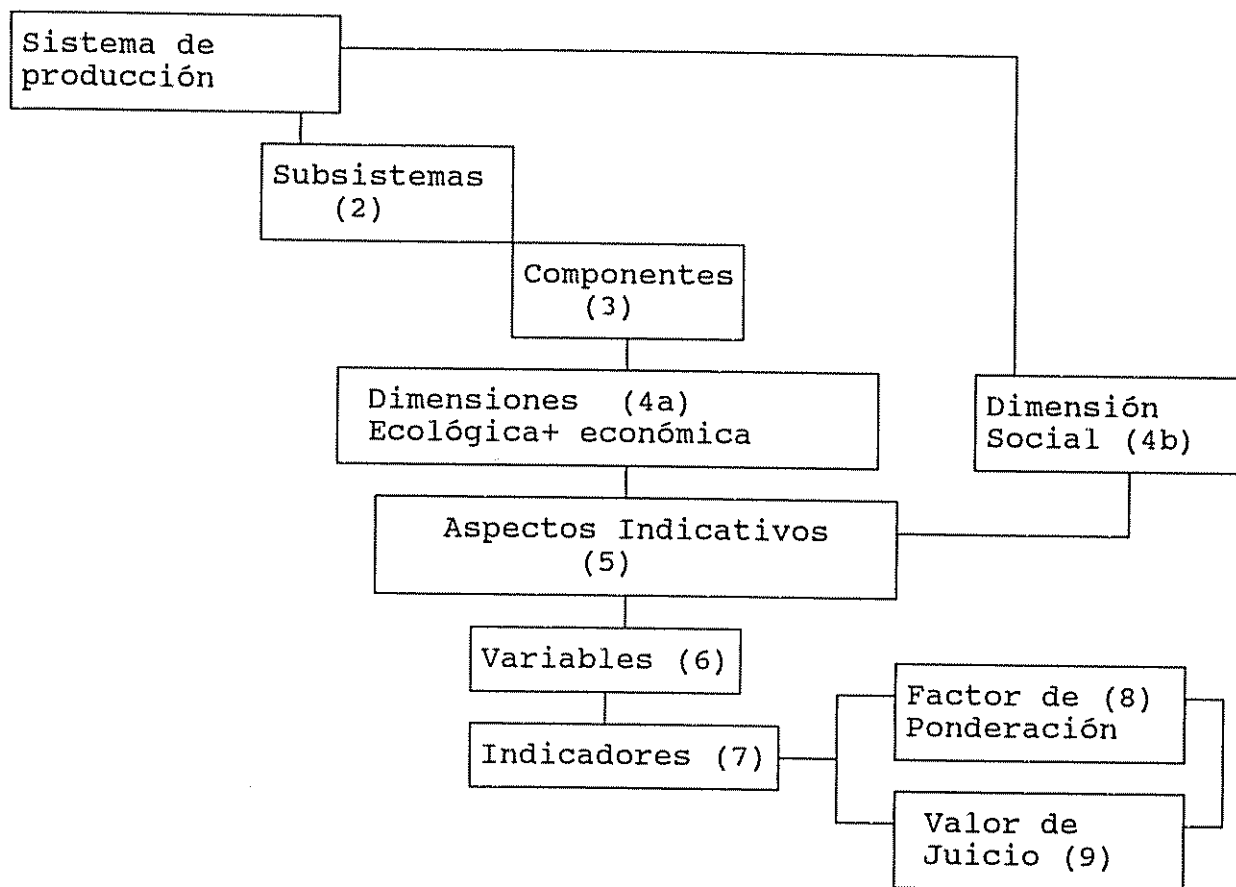 Sistema de
producción
Subsistemas
(2)
Componentes
(3)
Dimensiones (4a)
Ecológica+ económica
Dimensión
Social (4b)
Aspectos Indicativos
(5)
Variables (6)
Indicadores (7)
Factor de (8)
Ponderación
Valor de
Juicio (9)